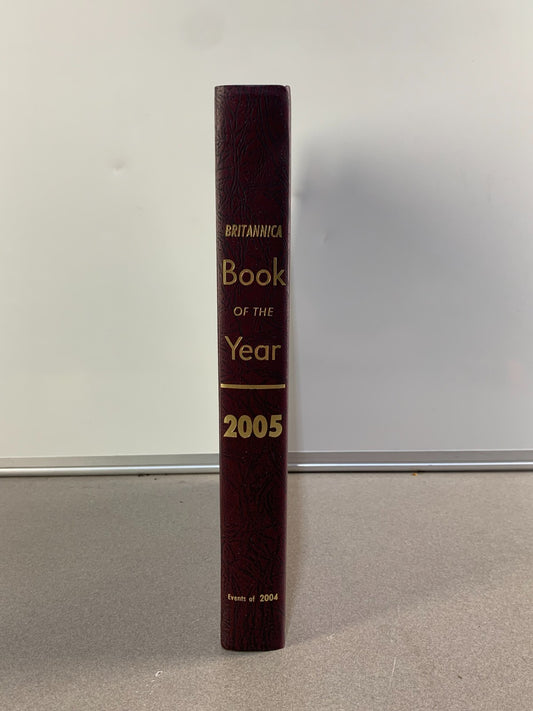 BRITANNICA
Book
OF THE
Year
2005
Events of 2004